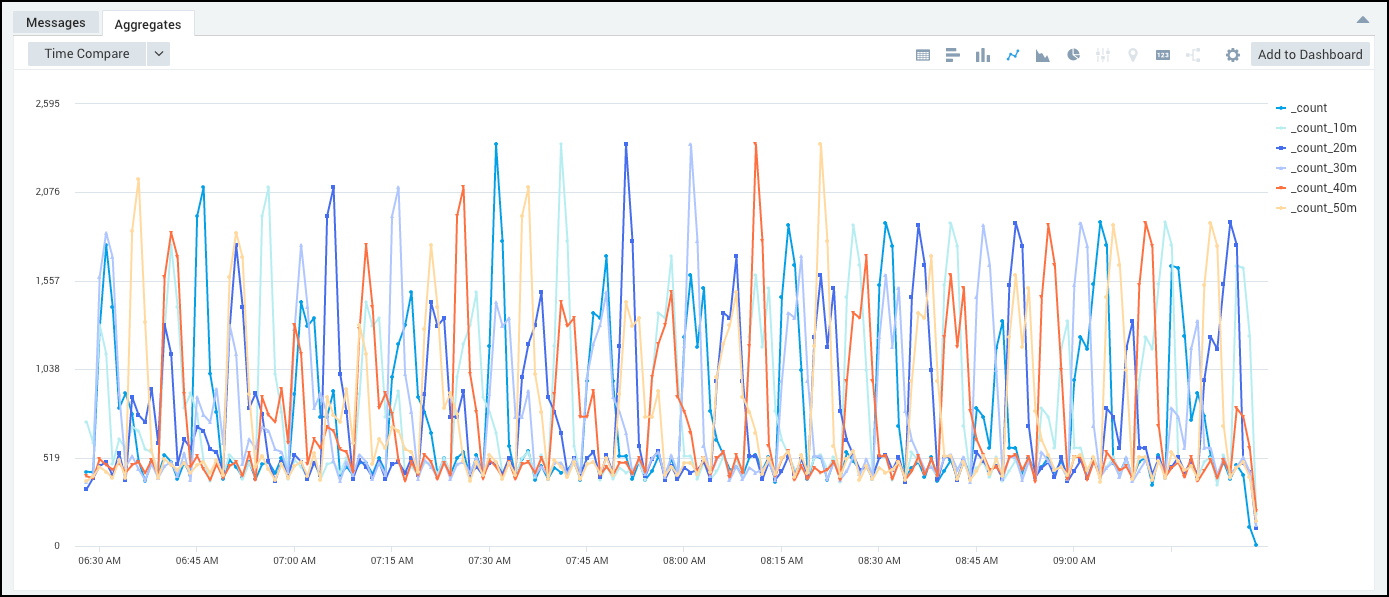 Messages
Aggregates
Time Compare
123
Add to Dashboard
2,595
2,076
1,557
1,038
519
0
06:30 AM
06:45 AM
07:00 AM
07:15 AM
07:30 AM
07:45 AM
08:00 AM
08:15 AM
08:30 AM
08:45 AM
09:00 AM
_count
_count_10m
_count_20m
_count_30m
_count_40m
_count_50m